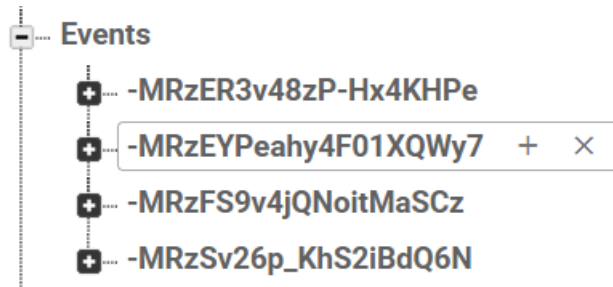 Events
-MRzER3v48zP-Hx4KHPe
-MRzEYPeahy4F01XQWy7
-MRzFS9v4jQNoitMaSCz
-MRzSv26p_KhS2iBdQ6N